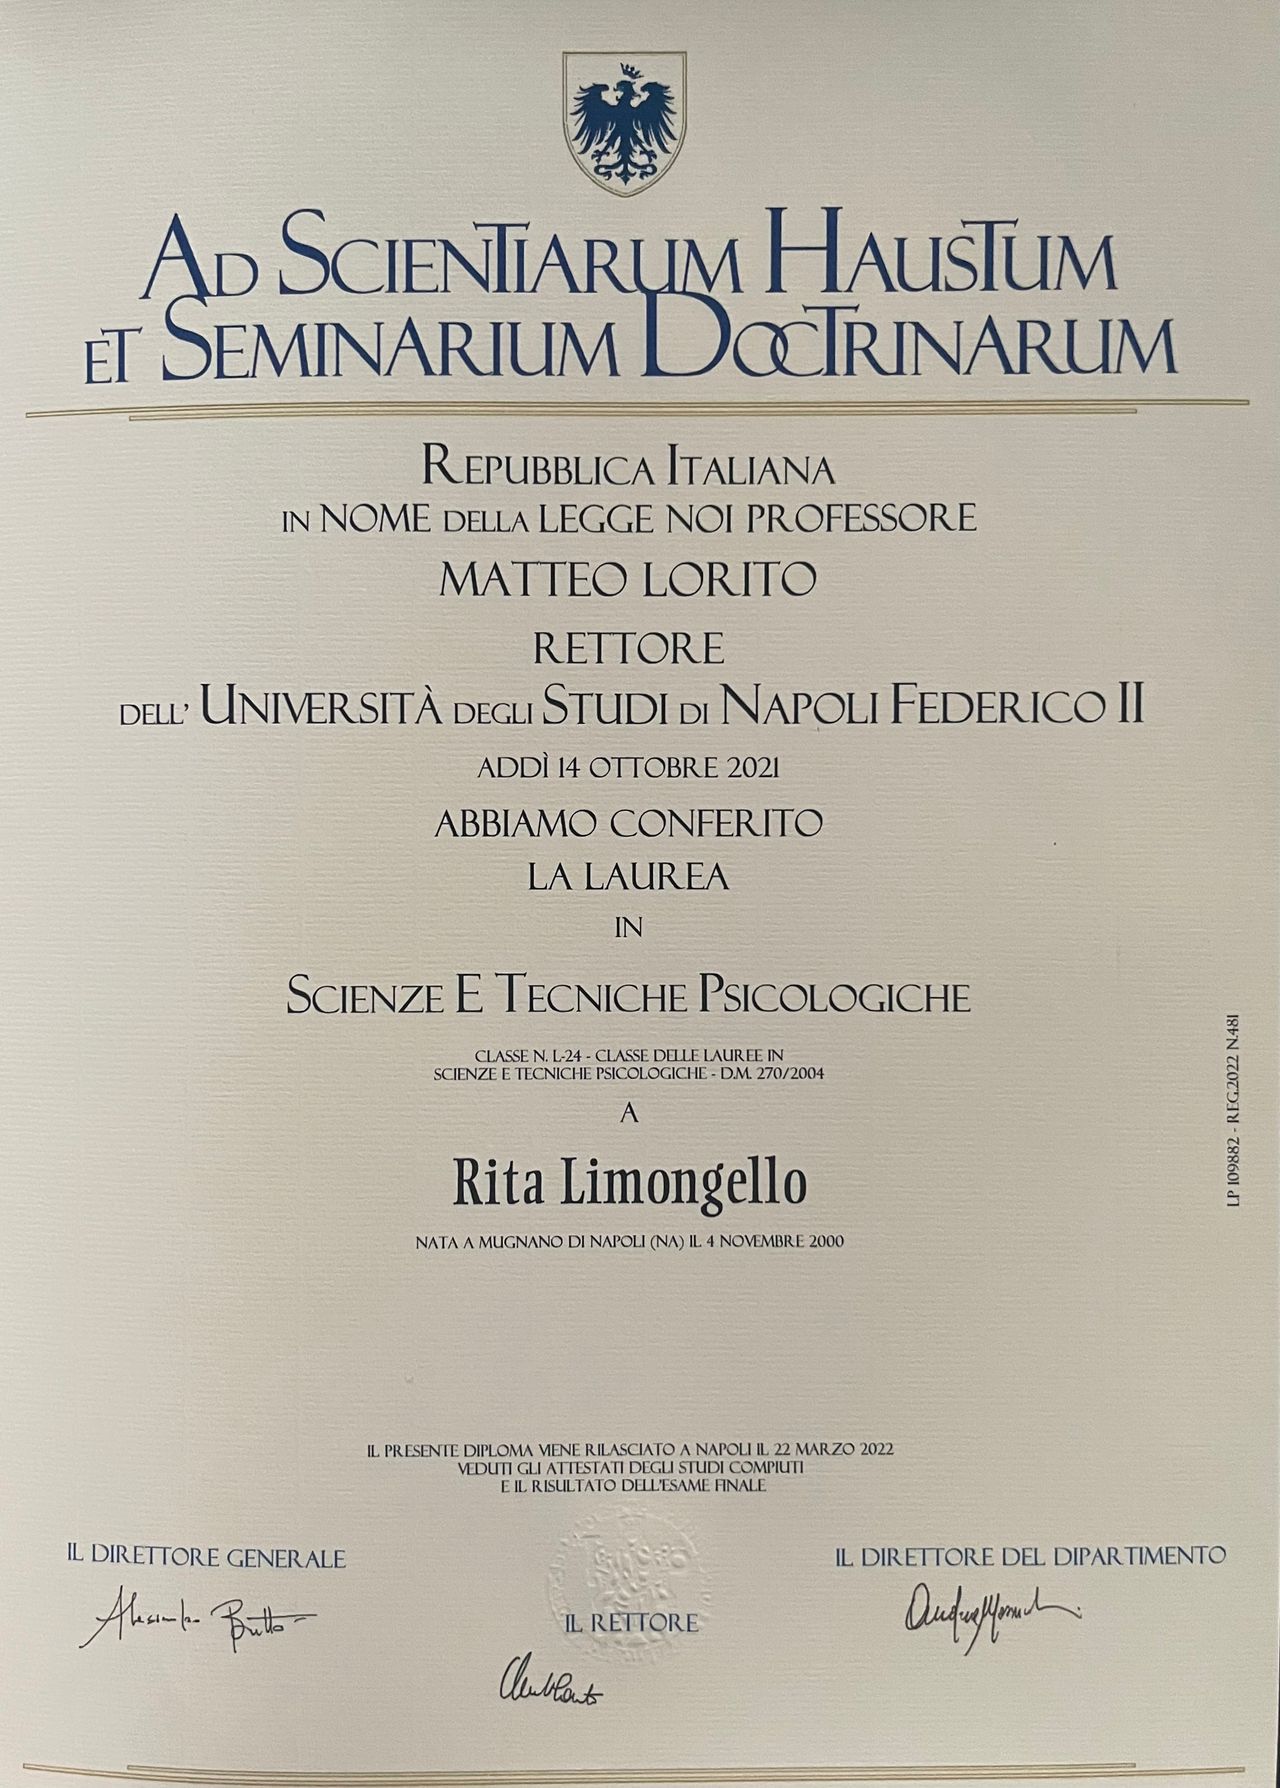 Ad Scientiarum Haustum
et Seminarium Doctrinarum
Repubblica Italiana
in nome della legge noi professore
MATTEO LORITO
RETTORE
dell' Università degli Studi di Napoli Federico II
ADDÌ 14 OTTOBRE 2021
ABBIAMO CONFERITO
LA LAUREA
IN
Scienze E Tecniche Psicologiche
CLASSE N. L-24 - CLASSE DELLE LAUREE IN
SCIENZE E TECNICHE PSICOLOGICHE - D.M. 270/2004
A
Rita Limongello
NATA A MUGNANO DI NAPOLI (NA) IL 4 NOVEMBRE 2000
LP 109882 - REG.2022 N.481
IL PRESENTE DIPLOMA VIENE RILASCIATO A NAPOLI IL 22 MARZO 2022
VEDUTI GLI ATTESTATI DEGLI STUDI COMPIUTI
E IL RISULTATO DELL'ESAME FINALE
IL DIRETTORE GENERALE
IL RETTORE
IL DIRETTORE DEL DIPARTIMENTO